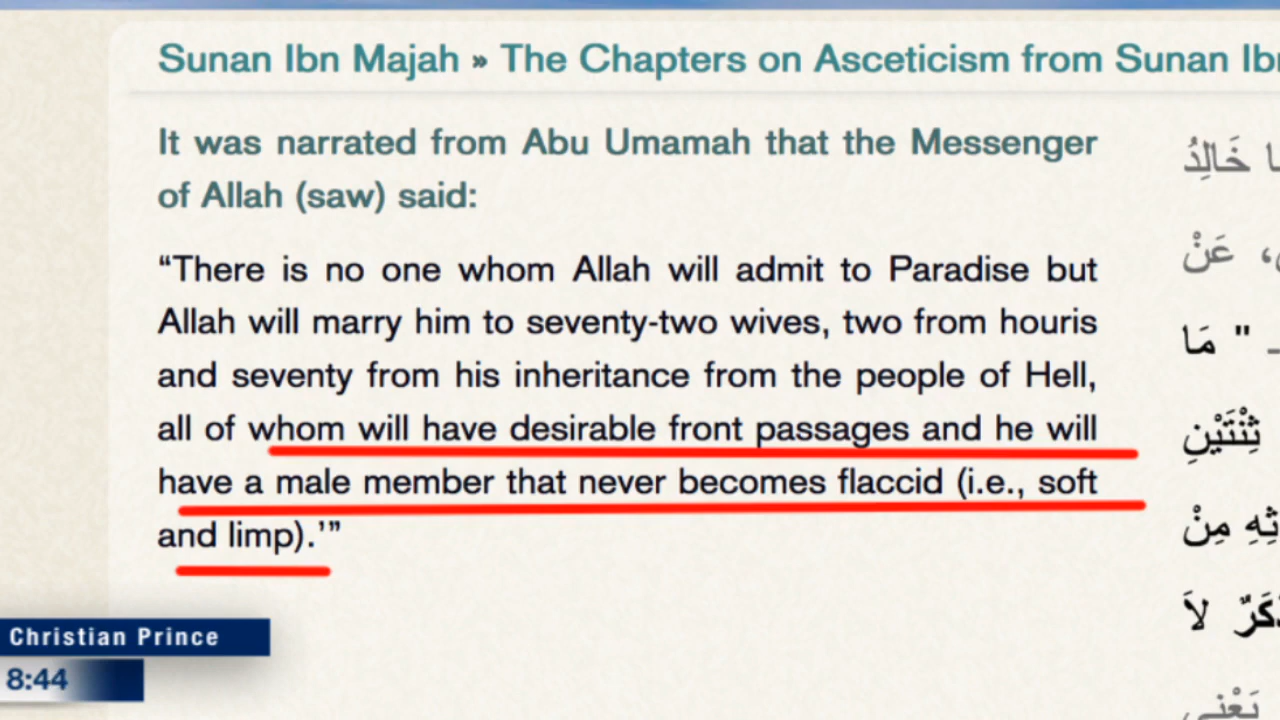 Sunan Ibn Majah » The Chapters on Asceticism from Sunan
It was narrated from Abu Umamah that the Messenger
of Allah (saw) said:
“There is no one whom Allah will admit to Paradise but
Allah will marry him to seventy-two wives, two from houris
and seventy from his inheritance from the people of Hell,
all of whom will have desirable front passages and he will
have a male member that never becomes flaccid (i.e., soft
and limp).’”
خَالِدُ
، عَنْ
" مَا
ثِنْتَيْنِ
مِنْ
لاَ
يَعْنِي
Christian Prince
8:44